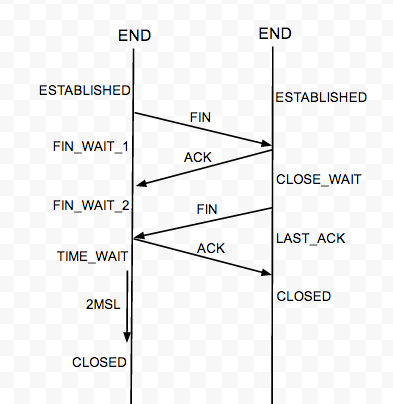 END
END
ESTABLISHED
ESTABLISHED
FIN
FIN_WAIT_1
ACK
CLOSE_WAIT
FIN_WAIT_2
FIN
LAST_ACK
ACK
TIME_WAIT
2MSL
CLOSED
CLOSED